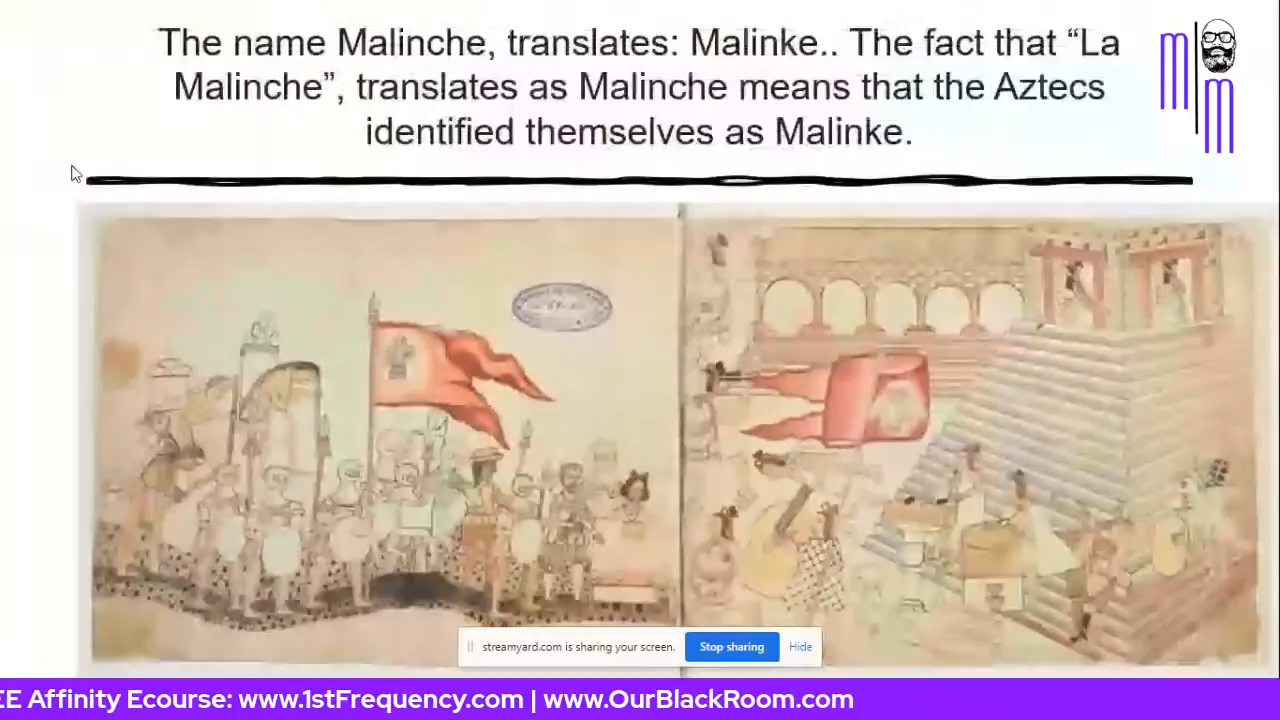 The name Malinche, translates: Malinke.. The fact that “La
Malinche”, translates as Malinche means that the Aztecs
identified themselves as Malinke.
streamyard.com is sharing your screen.
Stop sharing
Hide
EE Affinity Ecourse: www.1stFrequency.com | www.OurBlackRoom.com